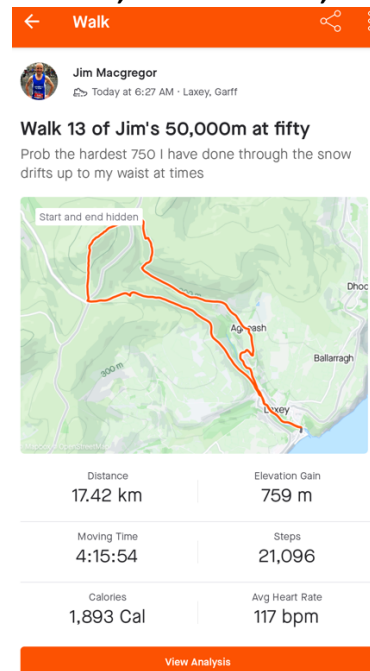 Walk
Jim Macgregor
Today at 6:27 AM · Laxey, Garff
Walk 13 of Jim's 50,000m at fifty
Prob the hardest 750 I have done through the snow
drifts up to my waist at times
Start and end hidden
Dhoo
300 m
Ballarragh
300 m
Laxey
Distance
17.42 km
Elevation Gain
759 m
Moving Time
4:15:54
Steps
21,096
Calories
1,893 Cal
Avg Heart Rate
117 bpm
View Analysis